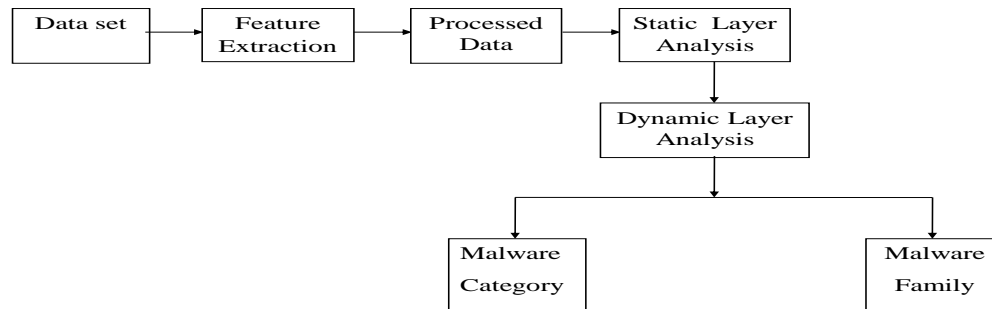 Data set
Feature
Extraction
Processed
Data
Static Layer
Analysis
Dynamic Layer
Analysis
Malware
Category
Malware
Family